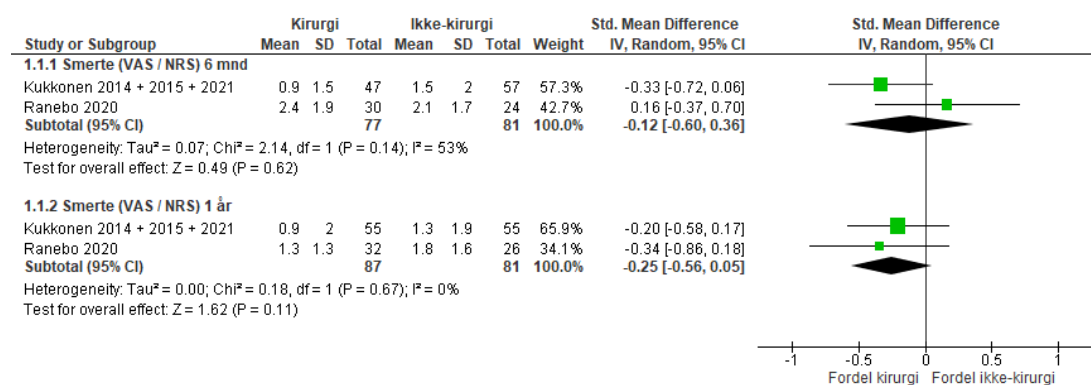 Kirurgi Ikke-kirurgi Std. Mean Difference Std. Mean Difference
Study or Subgroup Mean SD Total Mean SD Total Weight IV, Random, 95% CI IV, Random, 95% CI
1.1.1 Smerte (VAS / NRS) 6 mnd
Kukkonen 2014 + 2015 + 2021 0.9 1.5 47 1.5 2 57 57.3% -0.33 [-0.72, 0.06]
Ranebo 2020 2.4 1.9 30 2.1 1.7 24 42.7% 0.16 [-0.37, 0.70]
Subtotal (95% CI) 77 81 100.0% -0.12 [-0.60, 0.36]
Heterogeneity: Tau² = 0.07; Chi² = 2.14, df = 1 (P = 0.14); I² = 53%
Test for overall effect: Z = 0.49 (P = 0.62)
1.1.2 Smerte (VAS / NRS) 1 år
Kukkonen 2014 + 2015 + 2021 0.9 2 55 1.3 1.9 55 65.9% -0.20 [-0.58, 0.17]
Ranebo 2020 1.3 1.3 32 1.8 1.6 26 34.1% -0.34 [-0.86, 0.18]
Subtotal (95% CI) 87 81 100.0% -0.25 [-0.56, 0.05]
Heterogeneity: Tau² = 0.00; Chi² = 0.18, df = 1 (P = 0.67); I² = 0%
Test for overall effect: Z = 1.62 (P = 0.11)
-1 -0.5 0 0.5 1
Fordel kirurgi Fordel ikke-kirurgi